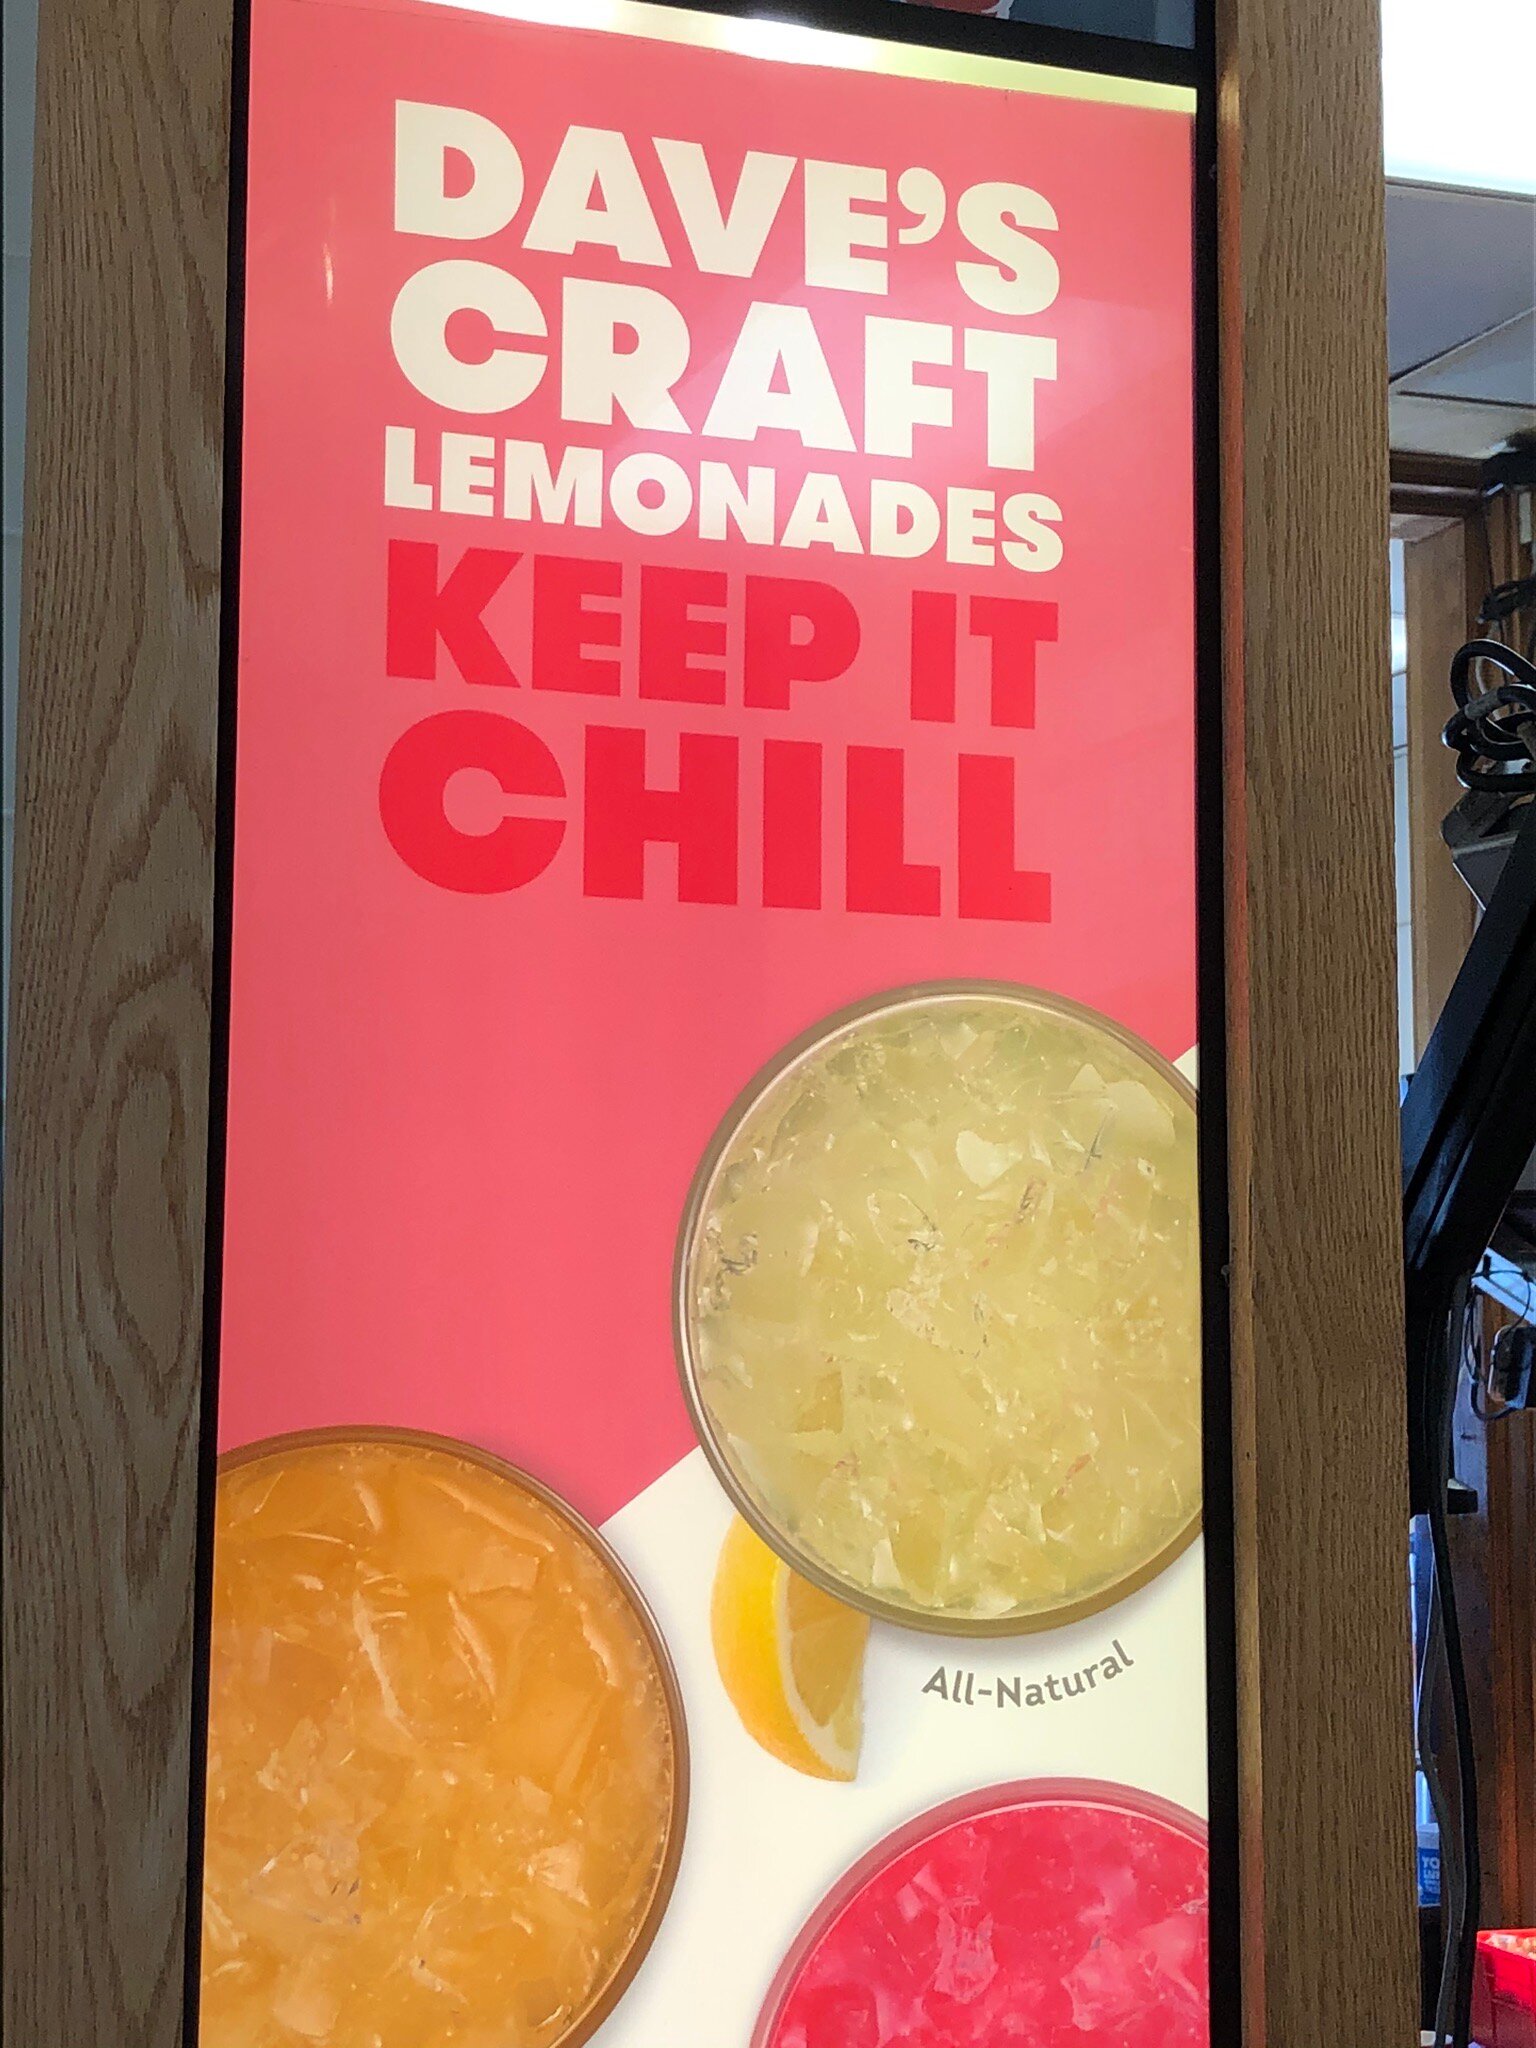 DAVE'S
CRAFT
LEMONADES
KEEP IT
CHILL
All-Natural